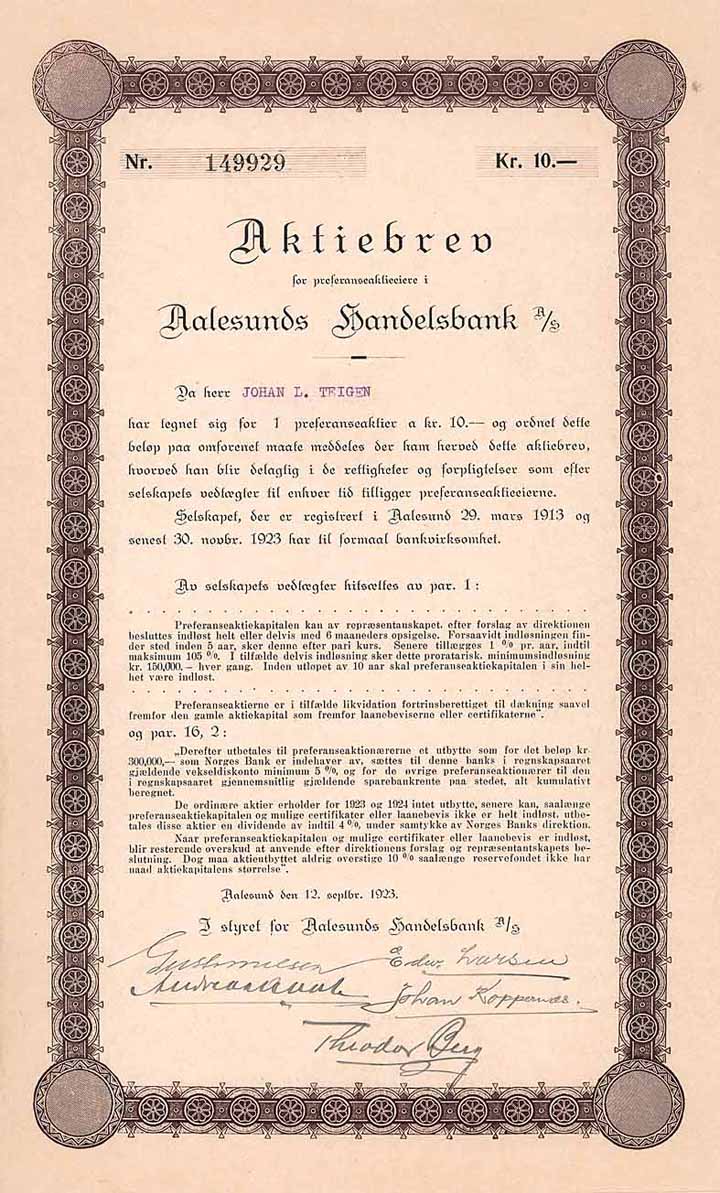 Nr. 149929 Kr. 10.—
Aktiebrev
for preferanseaktieeiere i
Aalesunds Handelsbank A/S
Da herr JOHAN L. TEIGEN
har tegnet sig for 1 preferanseaktier a kr. 10.— og ordnet dette
beløp paa omforenet maate meddeles der ham herved dette aktiebrev,
hvorved han blir delagtig i de rettigheter og forpligtelser som efter
selskapets vedtægter til enhver tid tilligger preferanseaktieeierne.
Selskapet, der er registrert i Aalesund 29. mars 1913 og
senest 30. novbr. 1923 har til formaal bankvirksomhet.
Av selskapets vedtægter hitsættes av par. 1 :
Preferanseaktiekapitalen kan av repræsentanskapet. efter forslag av direktionen
besluttes indløst helt eller delvis med 6 maaneders opsigelse. Forsaavidt indløsningen fin-
der sted inden 5 aar, sker denne efter pari kurs. Senere tillægges 1 % pr. aar, indtil
maksimum 105 %. I tilfælde delvis indløsning sker dette proratarisk. minimumsindløsning
kr. 150,000,— hver gang. Inden utløpet av 10 aar skal preferanseaktiekapitalen i sin hel-
het være indløst.
Preferanseaktierne er i tilfælde likvidation fortrinsberettiget til dækning saavel
fremfor den gamle aktiekapital som fremfor laanebeviserne eller certifikaterne".
og par. 16, 2 :
„Derefter utbetales til preferanseaktionærerne et utbytte som for det beløp kr.
300,000,— som Norges Bank er indehaver av, sættes til denne banks i regnskapsaaret
gjældende vekseldiskonto minimum 5 %, og for de øvrige preferanseaktionærer til den
i regnskapsaaret gjennemsnitlig gjældende sparebankrente paa stedet, alt kumulativt
beregnet.
De ordinære aktier erholder for 1923 og 1924 intet utbytte, senere kan, saalænge
preferanseaktiekapitalen og mulige certifikater eller laanebevis ikke er helt indløst. utbe-
tales disse aktier en dividende av indtil 4 %, under samtykke av Norges Banks direktion.
Naar preferanseaktiekapitalen og mulige certifikater eller laanebevis er indløst,
blir resterende overskud at anvende efter direktionens forslag og repræsentantskapets be-
slutning. Dog maa aktieutbyttet aldrig overstige 10 % saalænge reservefondet ikke har
naad aktiekapitalens størrelse".
Aalesund den 12. septbr. 1923.
I styret for Aalesunds Handelsbank A/S
Edw. Larsen
Johan Koppernæs.
Theodor Berg